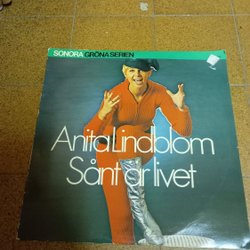 SONORA GRÖNA SERIEN
Anita Lindblom
Sånt är livet